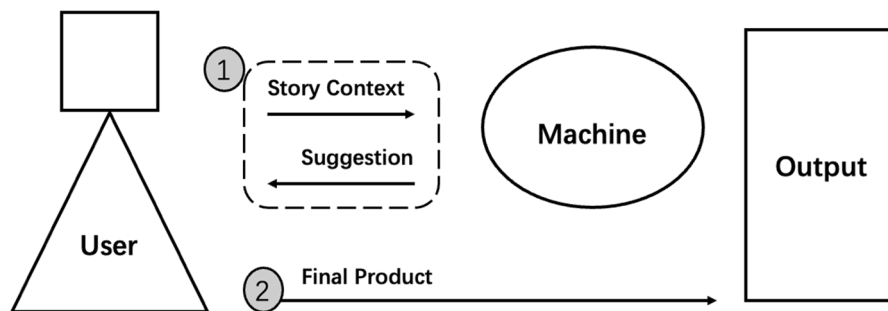 1
Story Context
Suggestion
Machine
Output
User
2
Final Product